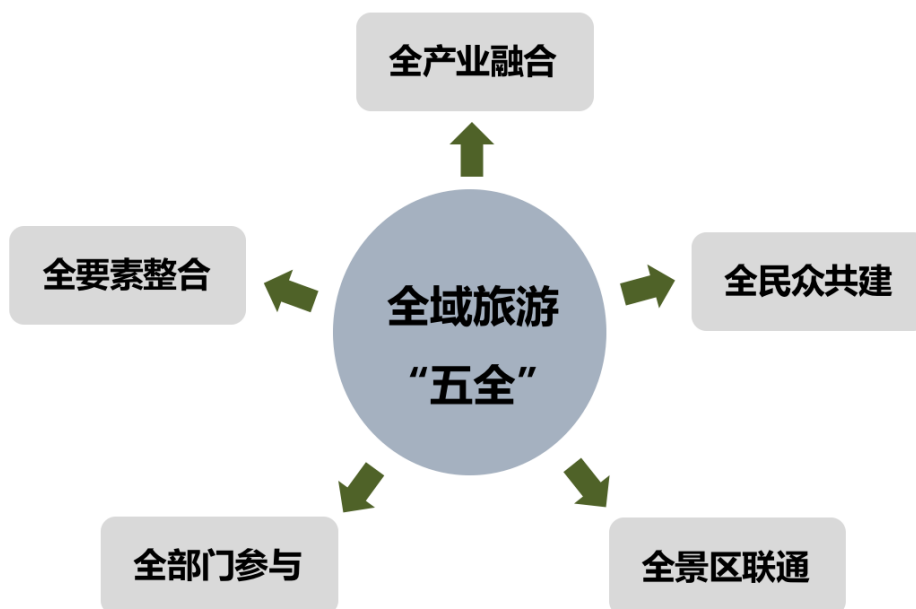 全产业融合
全要素整合
全民众共建
全域旅游
“五全”
全部门参与
全景区联通